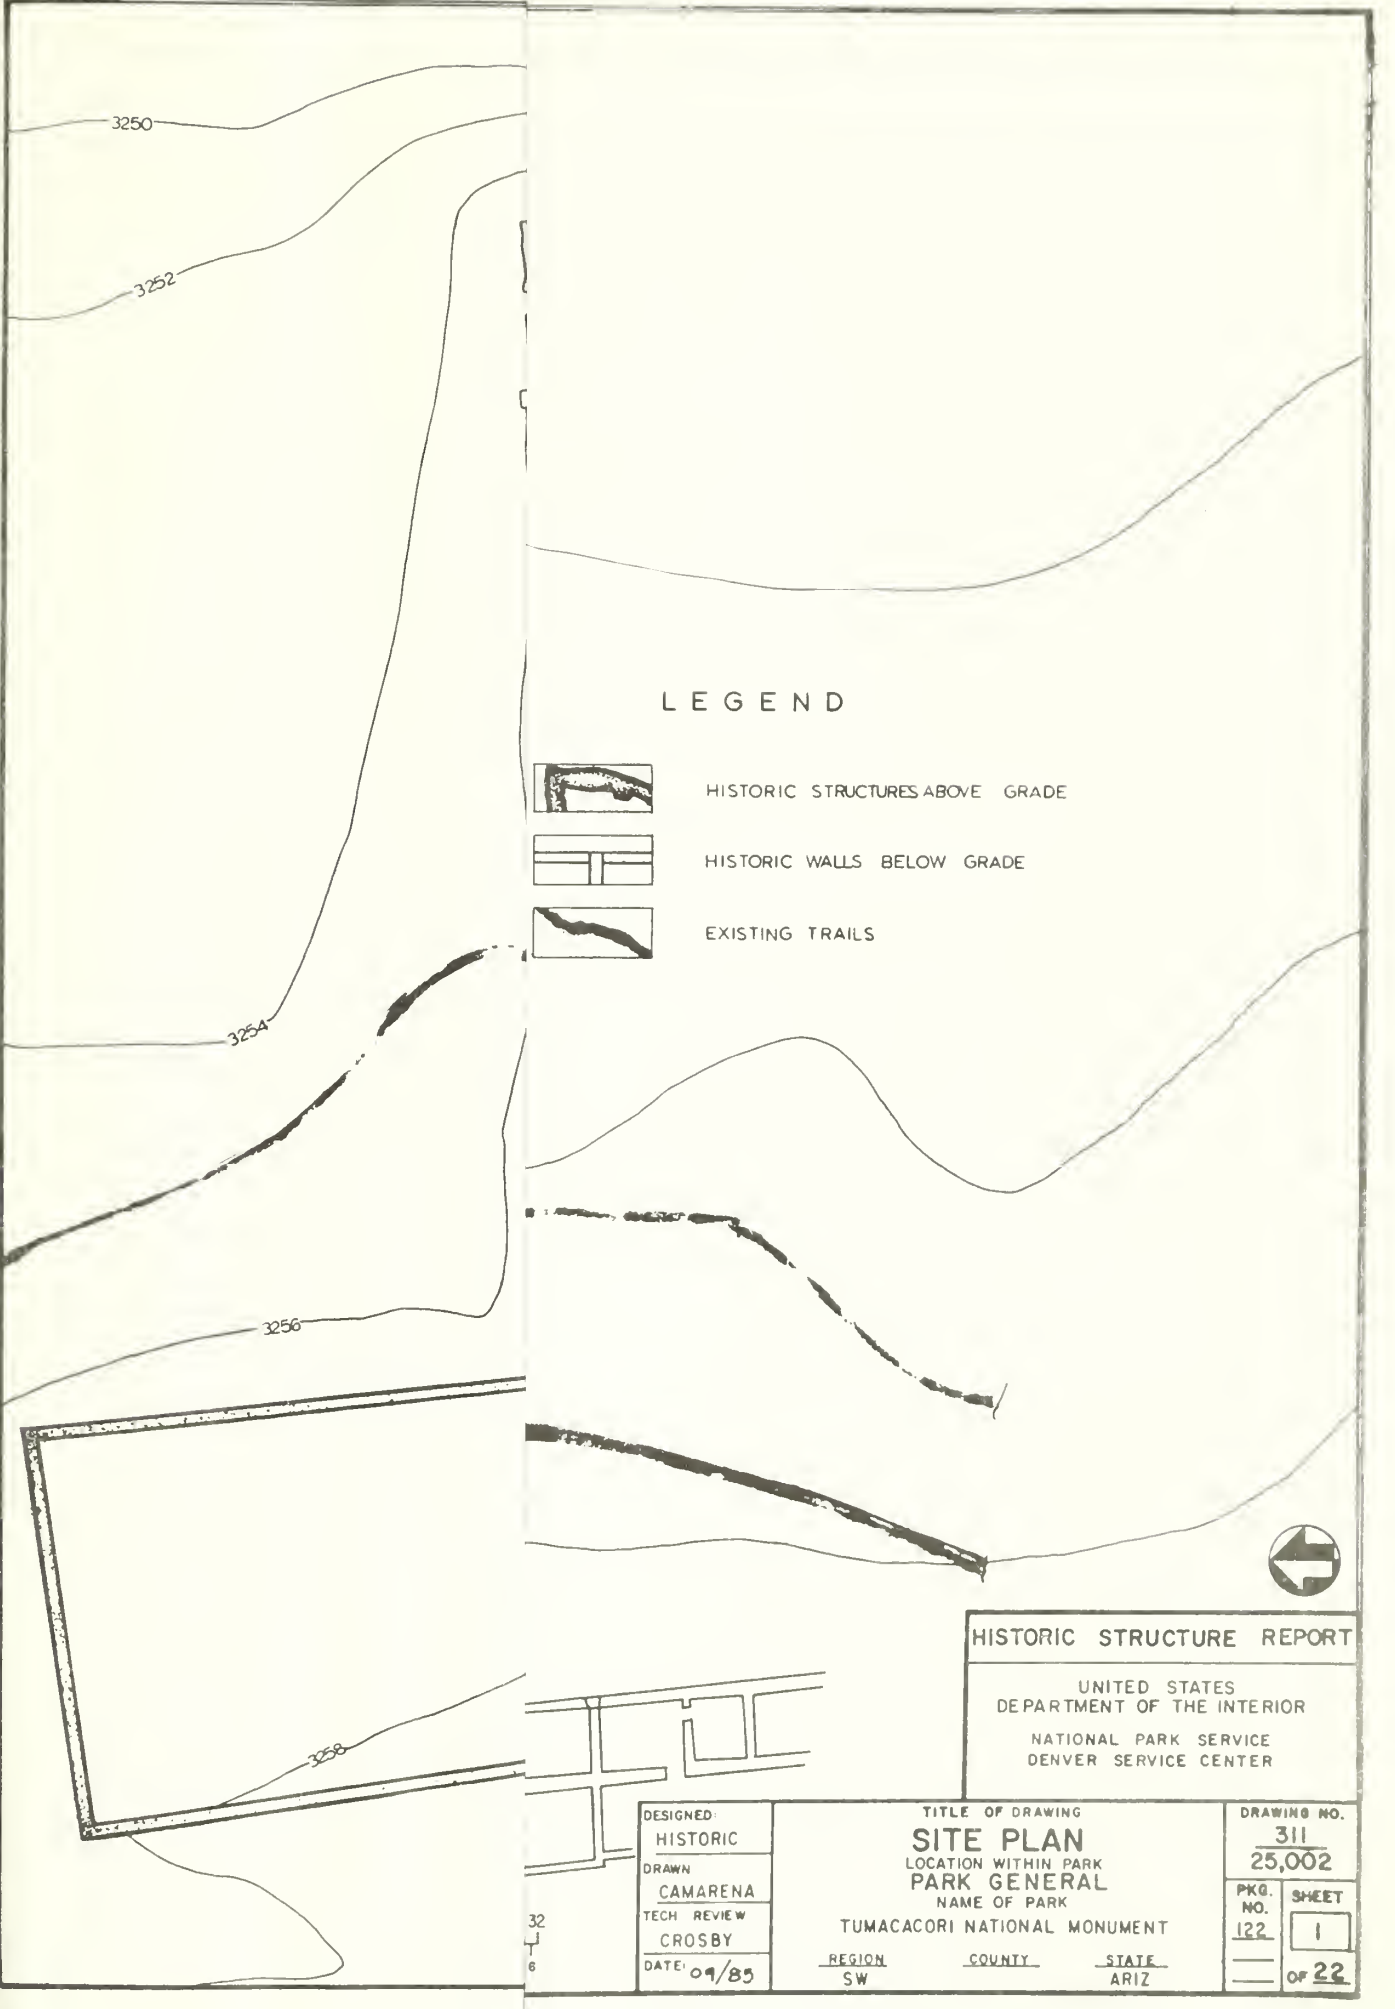 3250
3252
LEGEND
HISTORIC STRUCTURES ABOVE GRADE
HISTORIC WALLS BELOW GRADE
EXISTING TRAILS
3254
3256
3258
HISTORIC STRUCTURE REPORT
UNITED STATES
DEPARTMENT OF THE INTERIOR
NATIONAL PARK SERVICE
DENVER SERVICE CENTER
32
6
DESIGNED:
HISTORIC
DRAWN
CAMARENA
TECH REVIEW
CROSBY
DATE: 09/85
TITLE OF DRAWING
SITE PLAN
LOCATION WITHIN PARK
PARK GENERAL
NAME OF PARK
TUMACACORI NATIONAL MONUMENT
REGION COUNTY STATE
SW ARIZ
DRAWING NO.
311
25,002
PKG. NO.
122
SHEET
1
OF 22